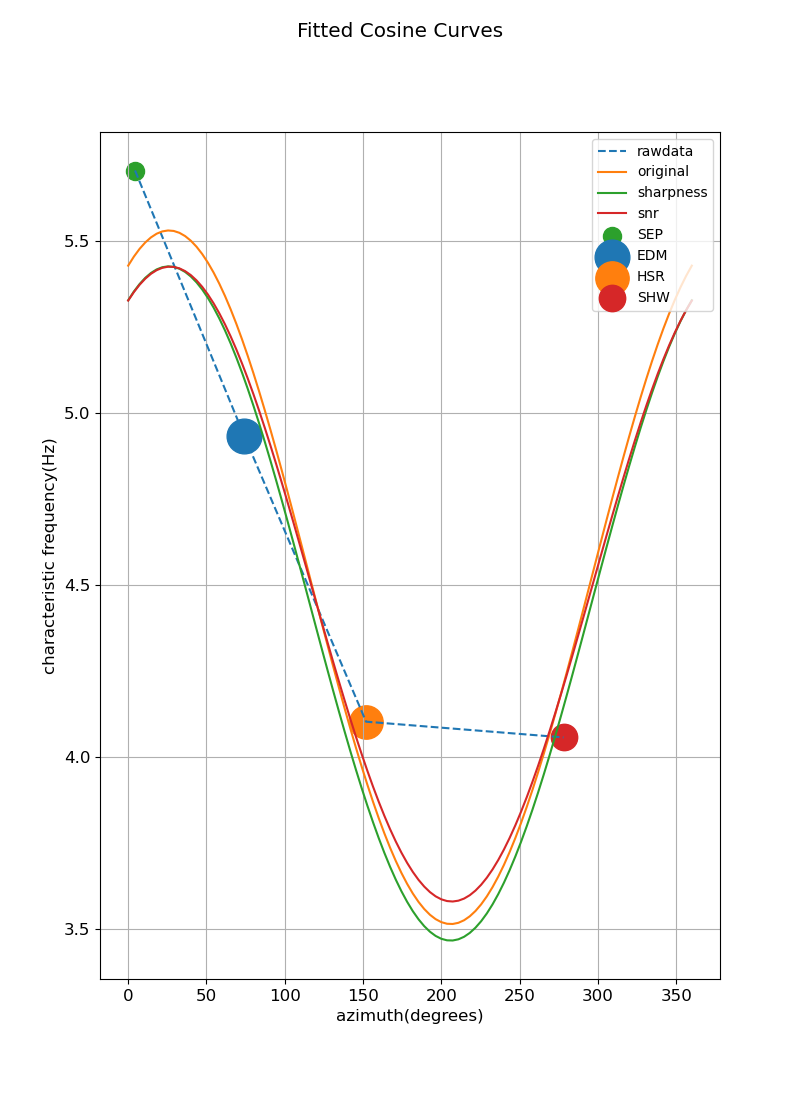 Fitted Cosine Curves
rawdata
original
sharpness
snr
SEP
EDM
HSR
SHW
characteristic frequency(Hz)
5.5
5.0
4.5
4.0
3.5
0 50 100 150 200 250 300 350
azimuth(degrees)